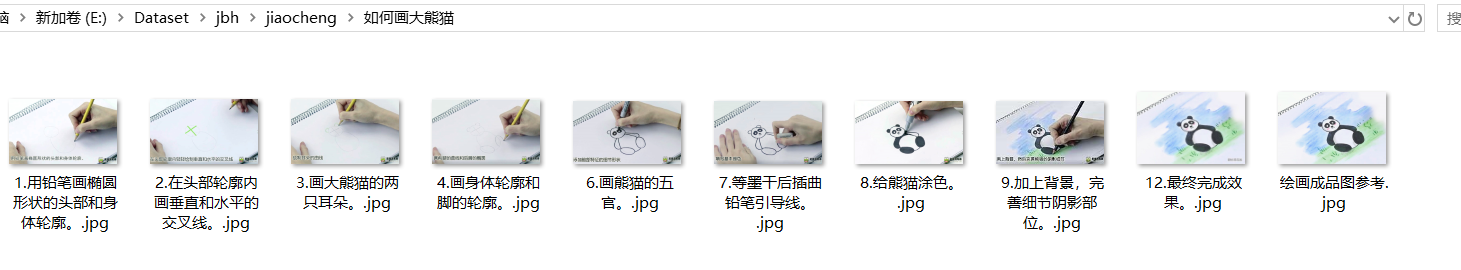 脑 › 新加卷 (E:) › Dataset › jbh › jiaocheng › 如何画大熊猫
搜
1.用铅笔画椭圆
形状的头部和身
体轮廓。.jpg
2.在头部轮廓内
画垂直和水平的
交叉线。.jpg
3.画大熊猫的两
只耳朵。.jpg
4.画身体轮廓和
脚的轮廓。.jpg
6.画熊猫的五
官。.jpg
7.等墨干后插曲
铅笔引导线。
.jpg
8.给熊猫涂色。
.jpg
9.加上背景，完
善细节阴影部
位。.jpg
12.最终完成效
果。.jpg
绘画成品图参考.
jpg